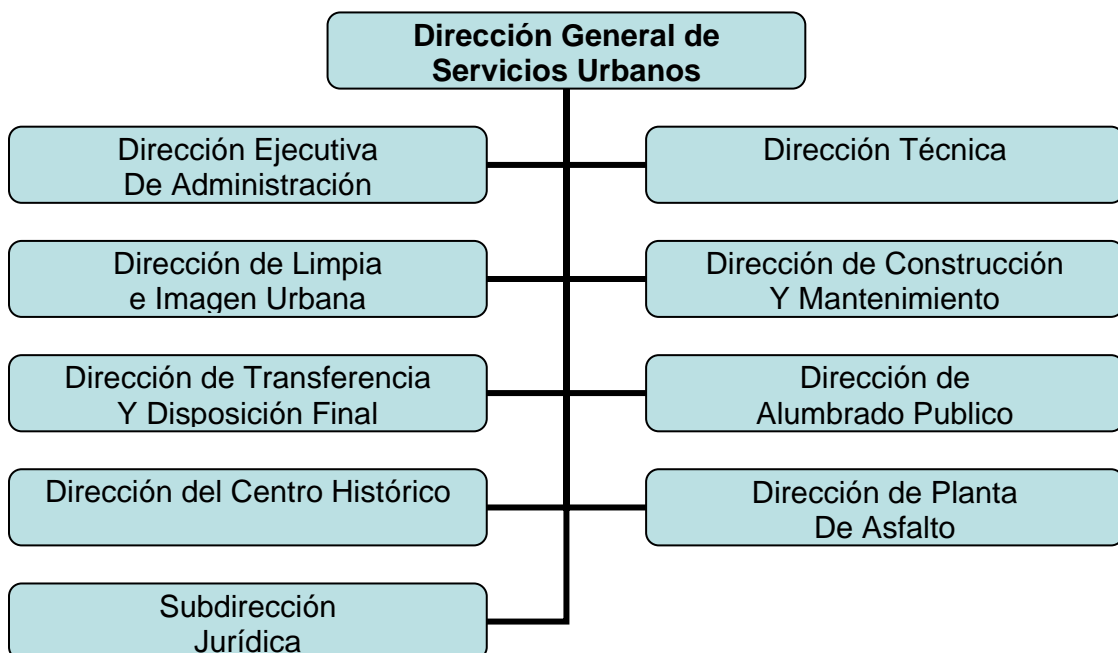 Dirección General de
Servicios Urbanos
Dirección Ejecutiva
De Administración
Dirección Técnica
Dirección de Limpia
e Imagen Urbana
Dirección de Construcción
Y Mantenimiento
Dirección de Transferencia
Y Disposición Final
Dirección de
Alumbrado Publico
Dirección del Centro Histórico
Dirección de Planta
De Asfalto
Subdirección
Jurídica